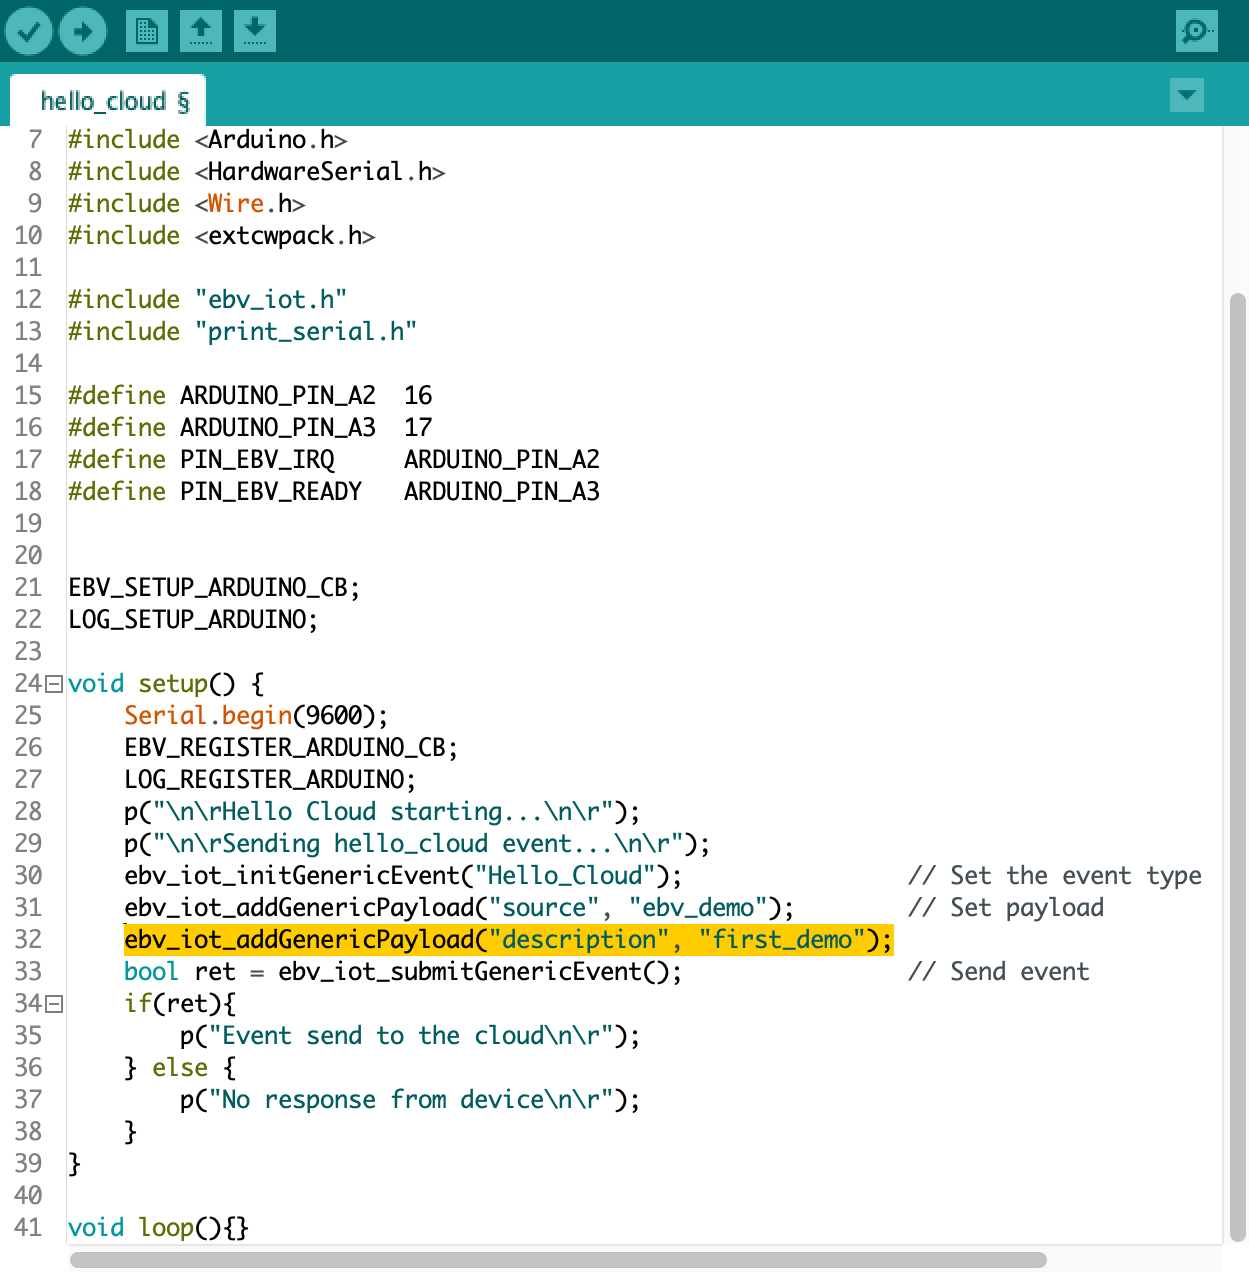 hello_cloud §
7 #include <Arduino.h>
8 #include <HardwareSerial.h>
9 #include <Wire.h>
10 #include <extcwpack.h>
11
12 #include "ebv_iot.h"
13 #include "print_serial.h"
14
15 #define ARDUINO_PIN_A2  16
16 #define ARDUINO_PIN_A3  17
17 #define PIN_EBV_IRQ     ARDUINO_PIN_A2
18 #define PIN_EBV_READY   ARDUINO_PIN_A3
19
20
21 EBV_SETUP_ARDUINO_CB;
22 LOG_SETUP_ARDUINO;
23
24 void setup() {
25     Serial.begin(9600);
26     EBV_REGISTER_ARDUINO_CB;
27     LOG_REGISTER_ARDUINO;
28     p("\n\rHello Cloud starting...\n\r");
29     p("\n\rSending hello_cloud event...\n\r");
30     ebv_iot_initGenericEvent("Hello_Cloud");                // Set the event type
31     ebv_iot_addGenericPayload("source", "ebv_demo");        // Set payload
32     ebv_iot_addGenericPayload("description", "first_demo");
33     bool ret = ebv_iot_submitGenericEvent();                // Send event
34     if(ret){
35         p("Event send to the cloud\n\r");
36     } else {
37         p("No response from device\n\r");
38     }
39 }
40
41 void loop(){}